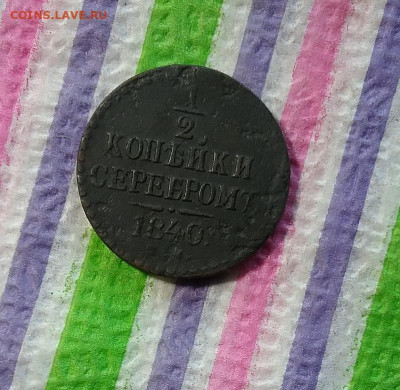 COINS.LAVE.RU
1
2
КОПѢЙКИ
СЕРЕБРОМЪ
1840